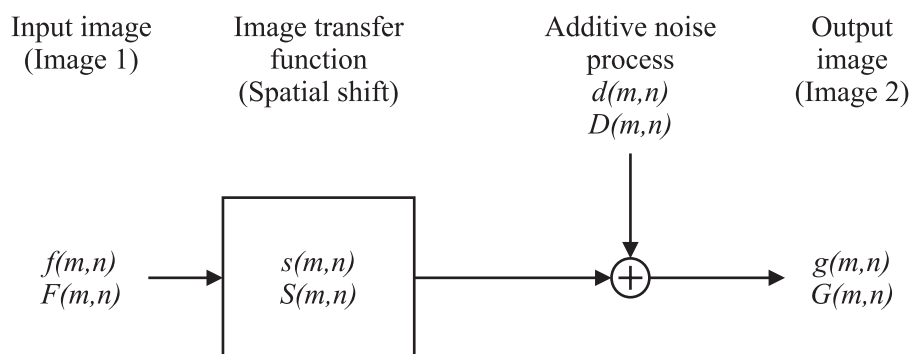 Input image
(Image 1)
Image transfer
function
(Spatial shift)
Additive noise
process
d(m,n)
D(m,n)
Output
image
(Image 2)
f(m,n)
F(m,n)
s(m,n)
S(m,n)
+
g(m,n)
G(m,n)